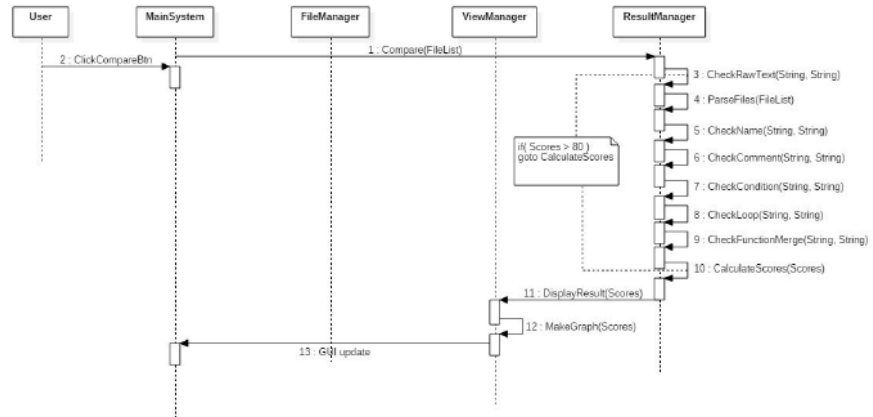 User
MainSystem
FileManager
ViewManager
ResultManager
1 : Compare(FileList)
2 : ClickCompareBtn
3 : CheckRawText(String, String)
4 : ParseFiles(FileList)
5 : CheckName(String, String)
6 : CheckComment(String, String)
if( Scores > 80 )
goto CalculateScores
7 : CheckCondition(String, String)
8 : CheckLoop(String, String)
9 : CheckFunctionMerge(String, String)
10 : CalculateScores(Scores)
11 : DisplayResult(Scores)
12 : MakeGraph(Scores)
13 : GUI update